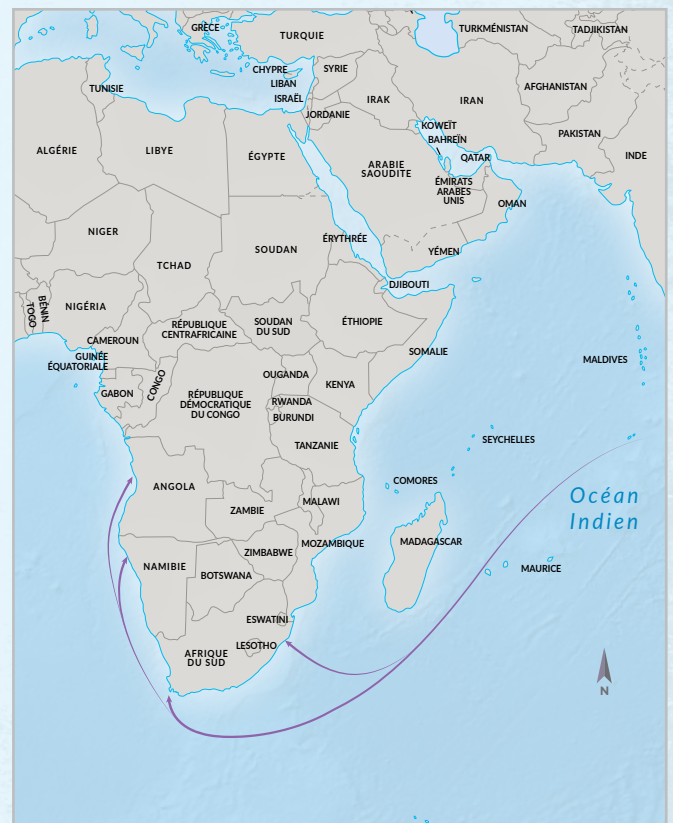 GRÈCE
TURQUIE
TURKMÉNISTAN
TADJIKISTAN
CHYPRE
SYRIE
LIBAN
ISRAËL
TUNISIE
IRAK
IRAN
AFGHANISTAN
JORDANIE
KOWEÏT
BAHREÏN
PAKISTAN
ALGÉRIE
LIBYE
ÉGYPTE
ARABIE
SAOUDITE
QATAR
INDE
ÉMIRATS
ARABES
UNIS
OMAN
NIGER
ÉRYTHRÉE
SOUDAN
YÉMEN
TCHAD
DJIBOUTI
BÉNIN
TOGO
NIGÉRIA
RÉPUBLIQUE
CENTRAFRICAINE
SOUDAN
DU SUD
ÉTHIOPIE
CAMEROUN
SOMALIE
GUINÉE
ÉQUATORIALE
MALDIVES
OUGANDA
CONGO
GABON
KENYA
RÉPUBLIQUE
DÉMOCRATIQUE
DU CONGO
RWANDA
BURUNDI
TANZANIE
SEYCHELLES
COMORES
ANGOLA
Océan
Indien
MALAWI
ZAMBIE
MOZAMBIQUE
MADAGASCAR
ZIMBABWE
NAMIBIE
BOTSWANA
MAURICE
ESWATINI
LESOTHO
AFRIQUE
DU SUD
N